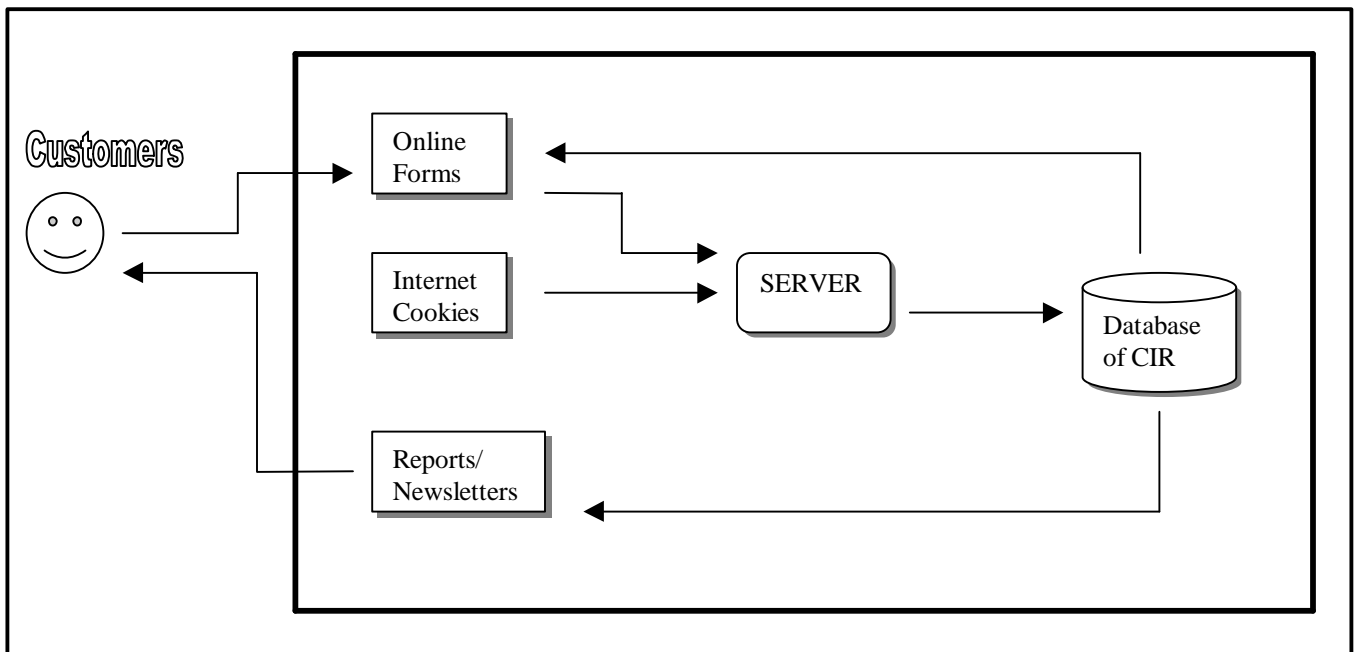 Customers
Online
Forms
Internet
Cookies
SERVER
Database
of CIR
Reports/
Newsletters